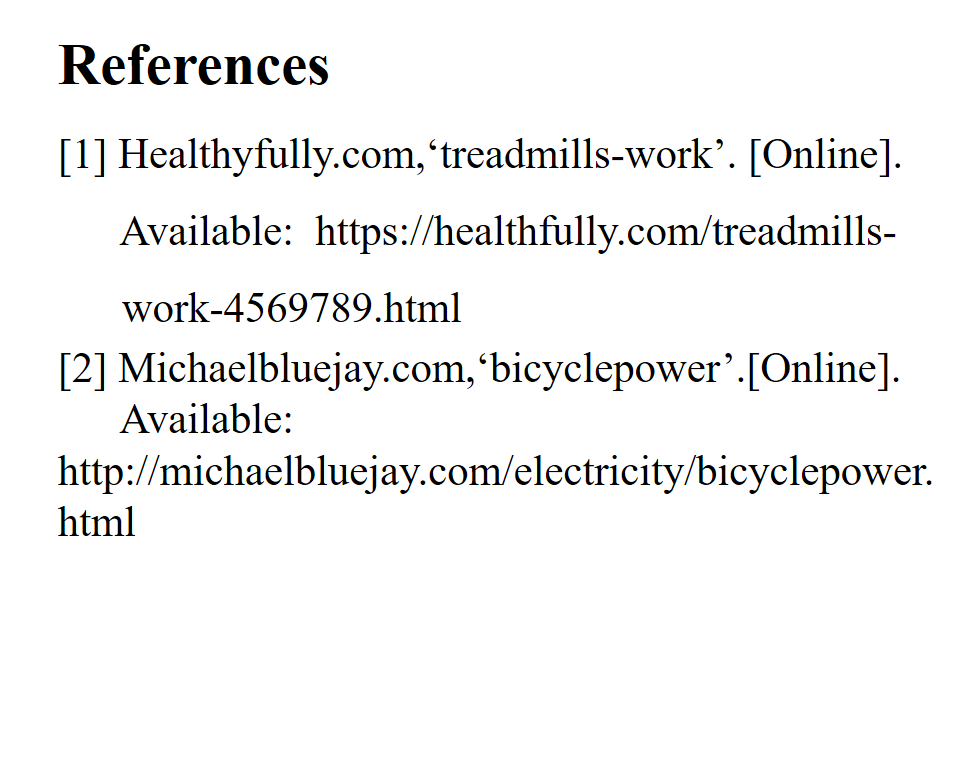 References
[1] Healthyfully.com,‘treadmills-work’. [Online].
Available:  https://healthfully.com/treadmills-
work-4569789.html
[2] Michaelbluejay.com,‘bicyclepower’.[Online].
Available:
http://michaelbluejay.com/electricity/bicyclepower.
html